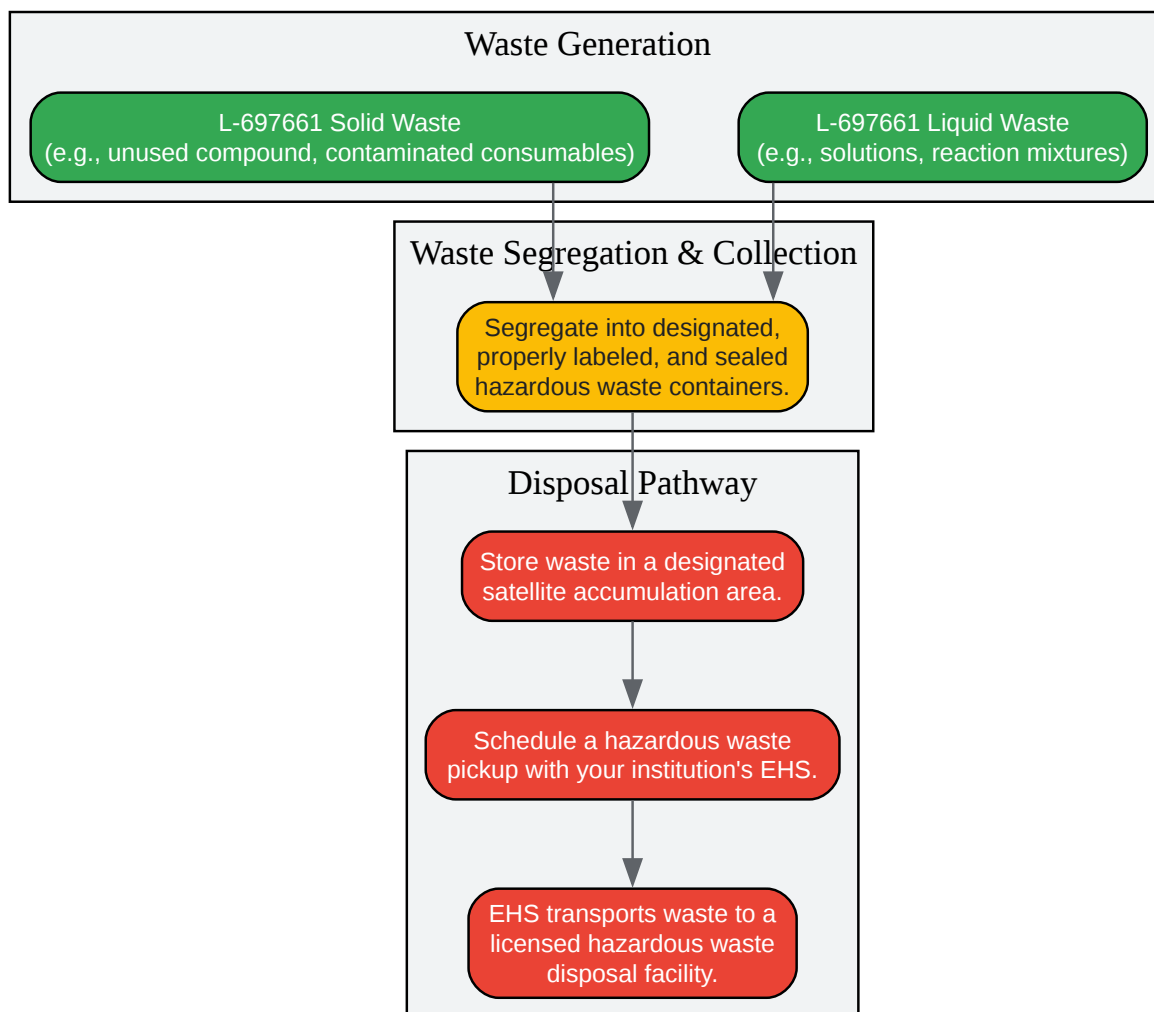 Waste Generation
L-697661 Solid Waste
(e.g., unused compound, contaminated consumables)
L-697661 Liquid Waste
(e.g., solutions, reaction mixtures)
Waste Segregation & Collection
Segregate into designated,
properly labeled, and sealed
hazardous waste containers.
Disposal Pathway
Store waste in a designated
satellite accumulation area.
Schedule a hazardous waste
pickup with your institution's EHS.
EHS transports waste to a
licensed hazardous waste
disposal facility.